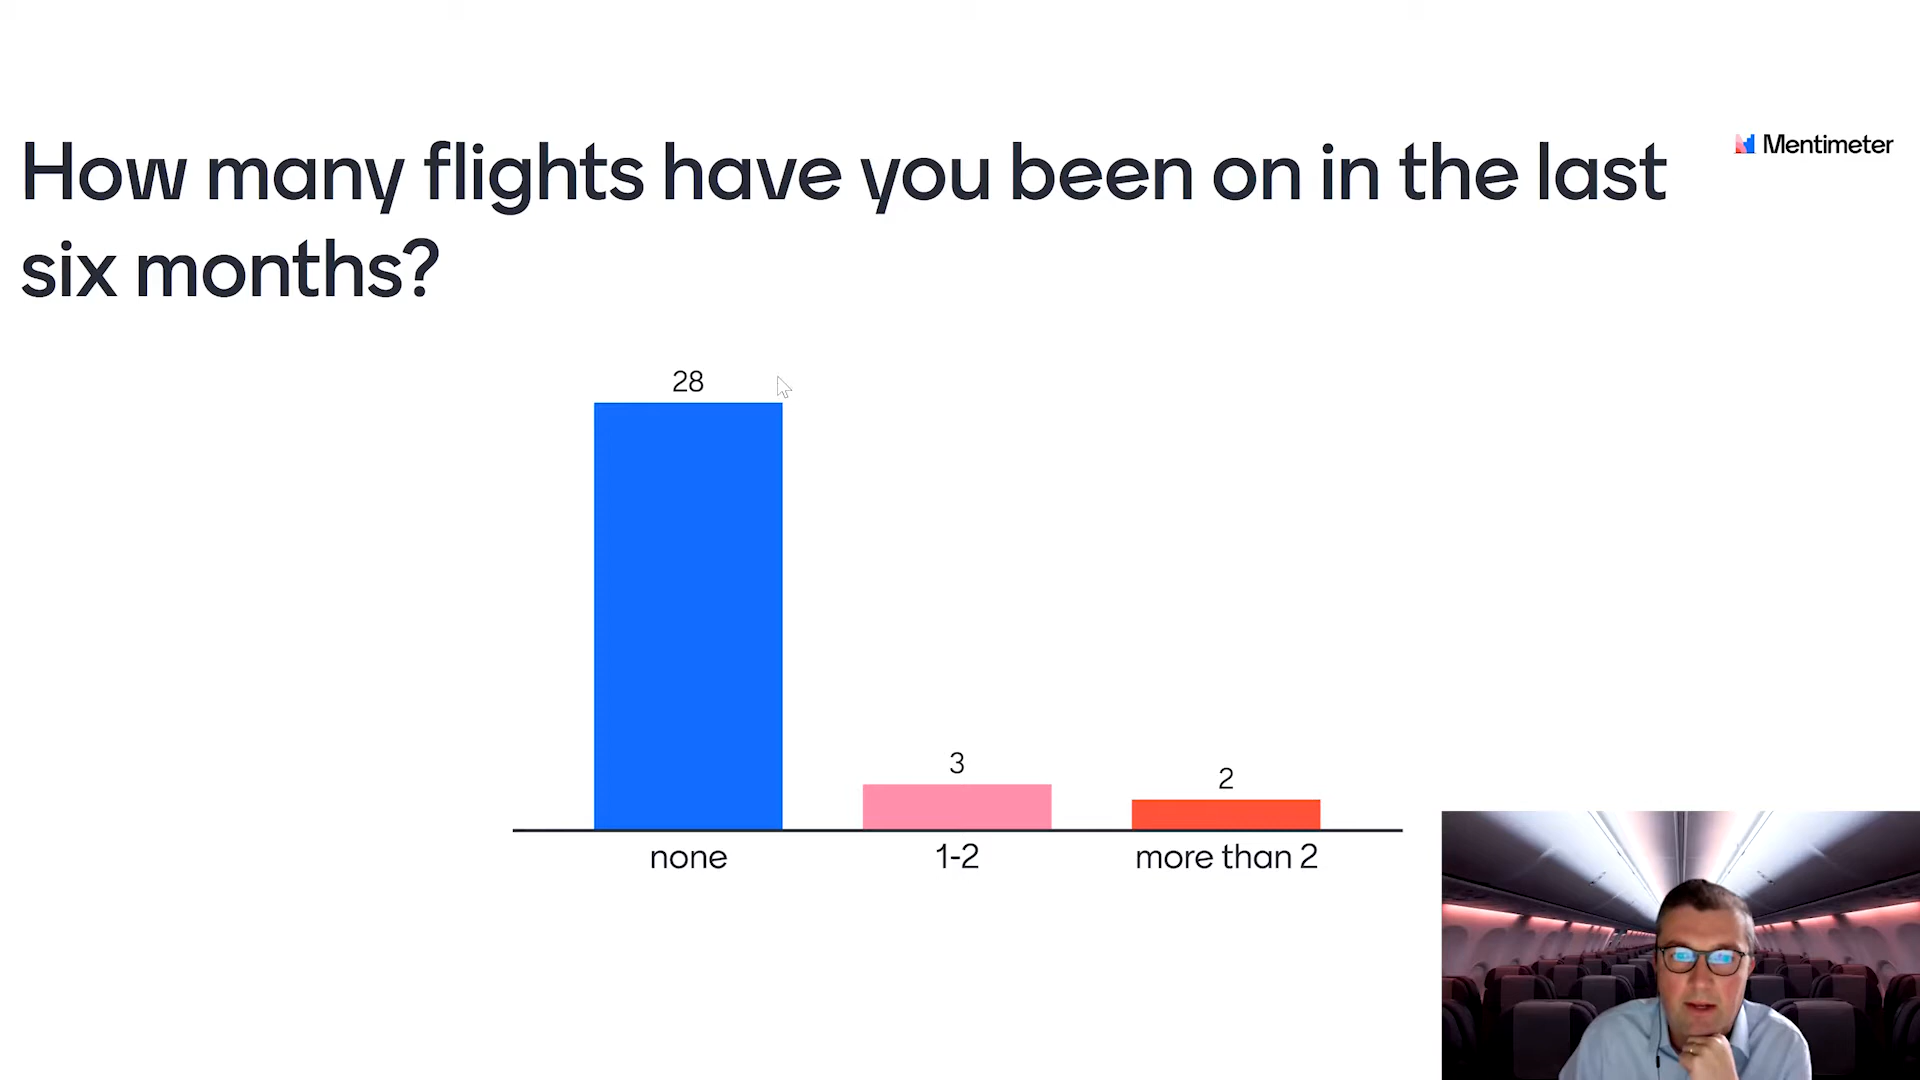 How many flights have you been on in the last
six months?
Mentimeter
28
3
2
none
1-2
more than 2